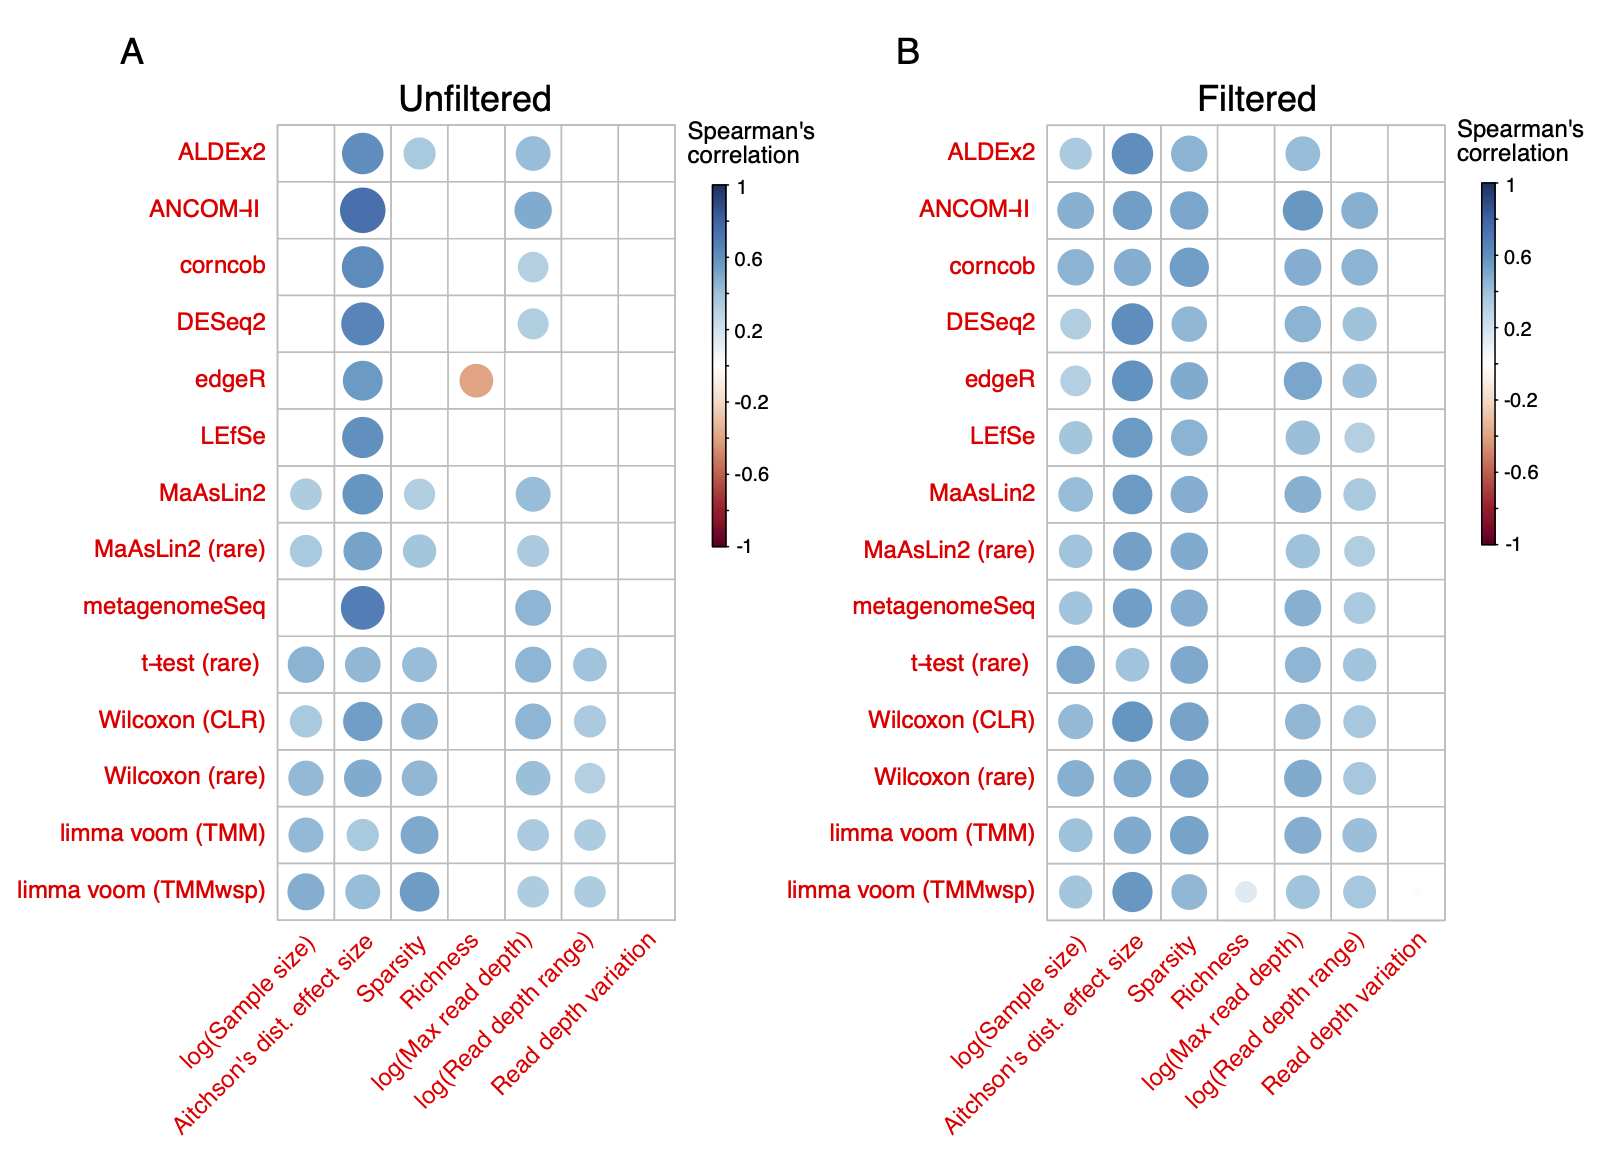 A
Unfiltered
Spearman's
correlation
ALDEx2
ANCOM-II
corncob
DESeq2
edgeR
LEfSe
MaAsLin2
MaAsLin2 (rare)
metagenomeSeq
t-test (rare)
Wilcoxon (CLR)
Wilcoxon (rare)
limma voom (TMM)
limma voom (TMMwsp)
1
0.6
0.2
-0.2
-0.6
-1
log(Sample size)
Aitchson's dist. effect size
Sparsity
Richness
log(Max read depth)
log(Read depth range)
Read depth variation
B
Filtered
Spearman's
correlation
ALDEx2
ANCOM-II
corncob
DESeq2
edgeR
LEfSe
MaAsLin2
MaAsLin2 (rare)
metagenomeSeq
t-test (rare)
Wilcoxon (CLR)
Wilcoxon (rare)
limma voom (TMM)
limma voom (TMMwsp)
1
0.6
0.2
-0.2
-0.6
-1
log(Sample size)
Aitchson's dist. effect size
Sparsity
Richness
log(Max read depth)
log(Read depth range)
Read depth variation